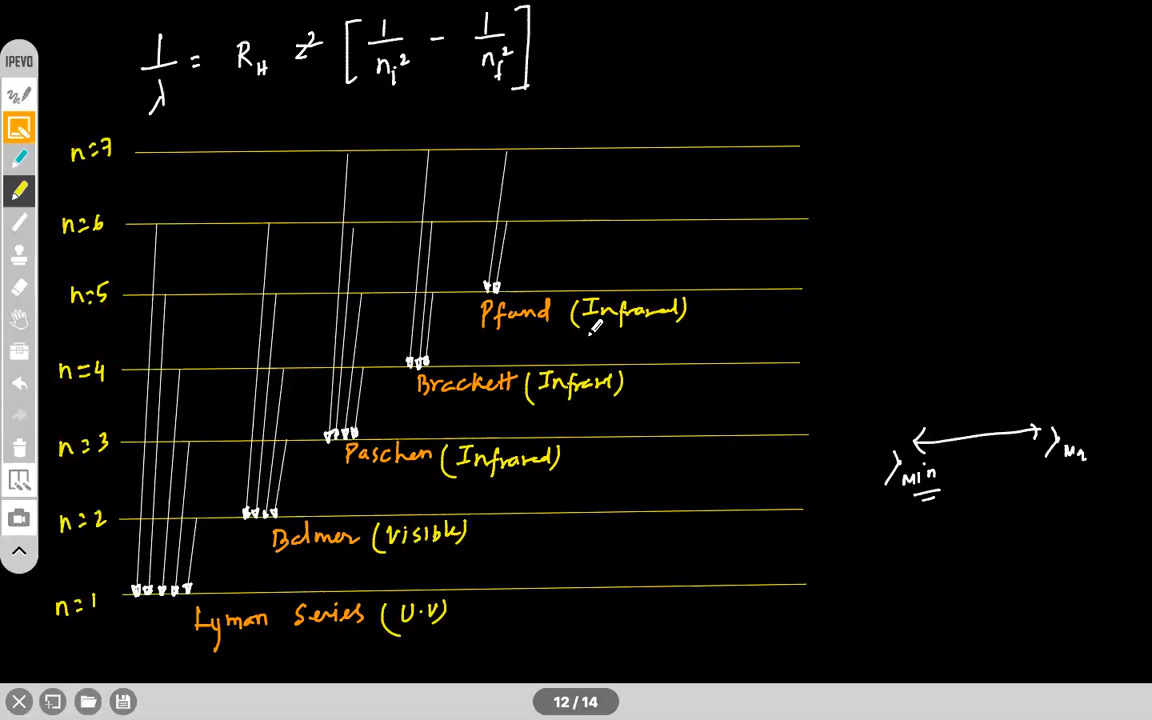 IPEVO
1/λ = R_H z² [1/n_i² − 1/n_f²]
n=7
n=6
n=5
Pfand (Infrared)
n=4
Brackett (Infrared)
n=3
Paschen (Infrared)
λ Min
n=2
Balmer (Visible)
n=1
Lyman Series (U.V)
12/14